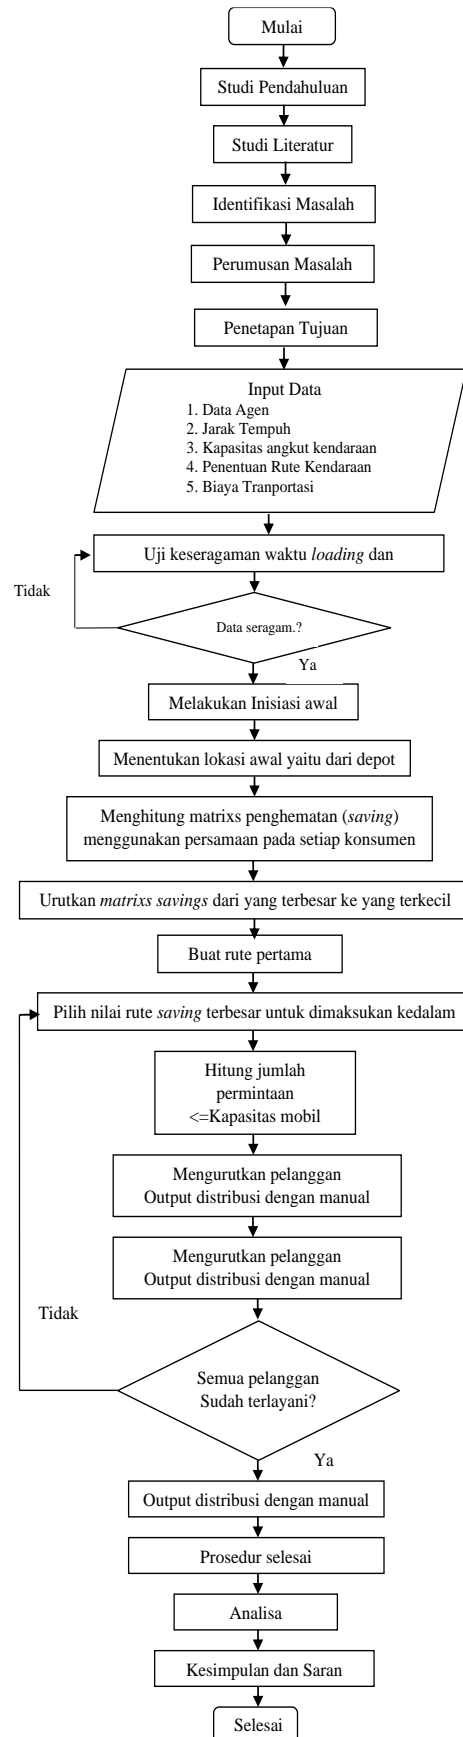 Mulai
Studi Pendahuluan
Studi Literatur
Identifikasi Masalah
Perumusan Masalah
Penetapan Tujuan
Input Data
1. Data Agen
2. Jarak Tempuh
3. Kapasitas angkut kendaraan
4. Penentuan Rute Kendaraan
5. Biaya Tranportasi
Uji keseragaman waktu loading dan
Tidak
Data seragam.?
Ya
Melakukan Inisiasi awal
Menentukan lokasi awal yaitu dari depot
Menghitung matrixs penghematan (saving)
menggunakan persamaan pada setiap konsumen
Urutkan matrixs savings dari yang terbesar ke yang terkecil
Buat rute pertama
Pilih nilai rute saving terbesar untuk dimaksukan kedalam
Hitung jumlah
permintaan
<=Kapasitas mobil
Mengurutkan pelanggan
Output distribusi dengan manual
Mengurutkan pelanggan
Output distribusi dengan manual
Tidak
Semua pelanggan
Sudah terlayani?
Ya
Output distribusi dengan manual
Prosedur selesai
Analisa
Kesimpulan dan Saran
Selesai